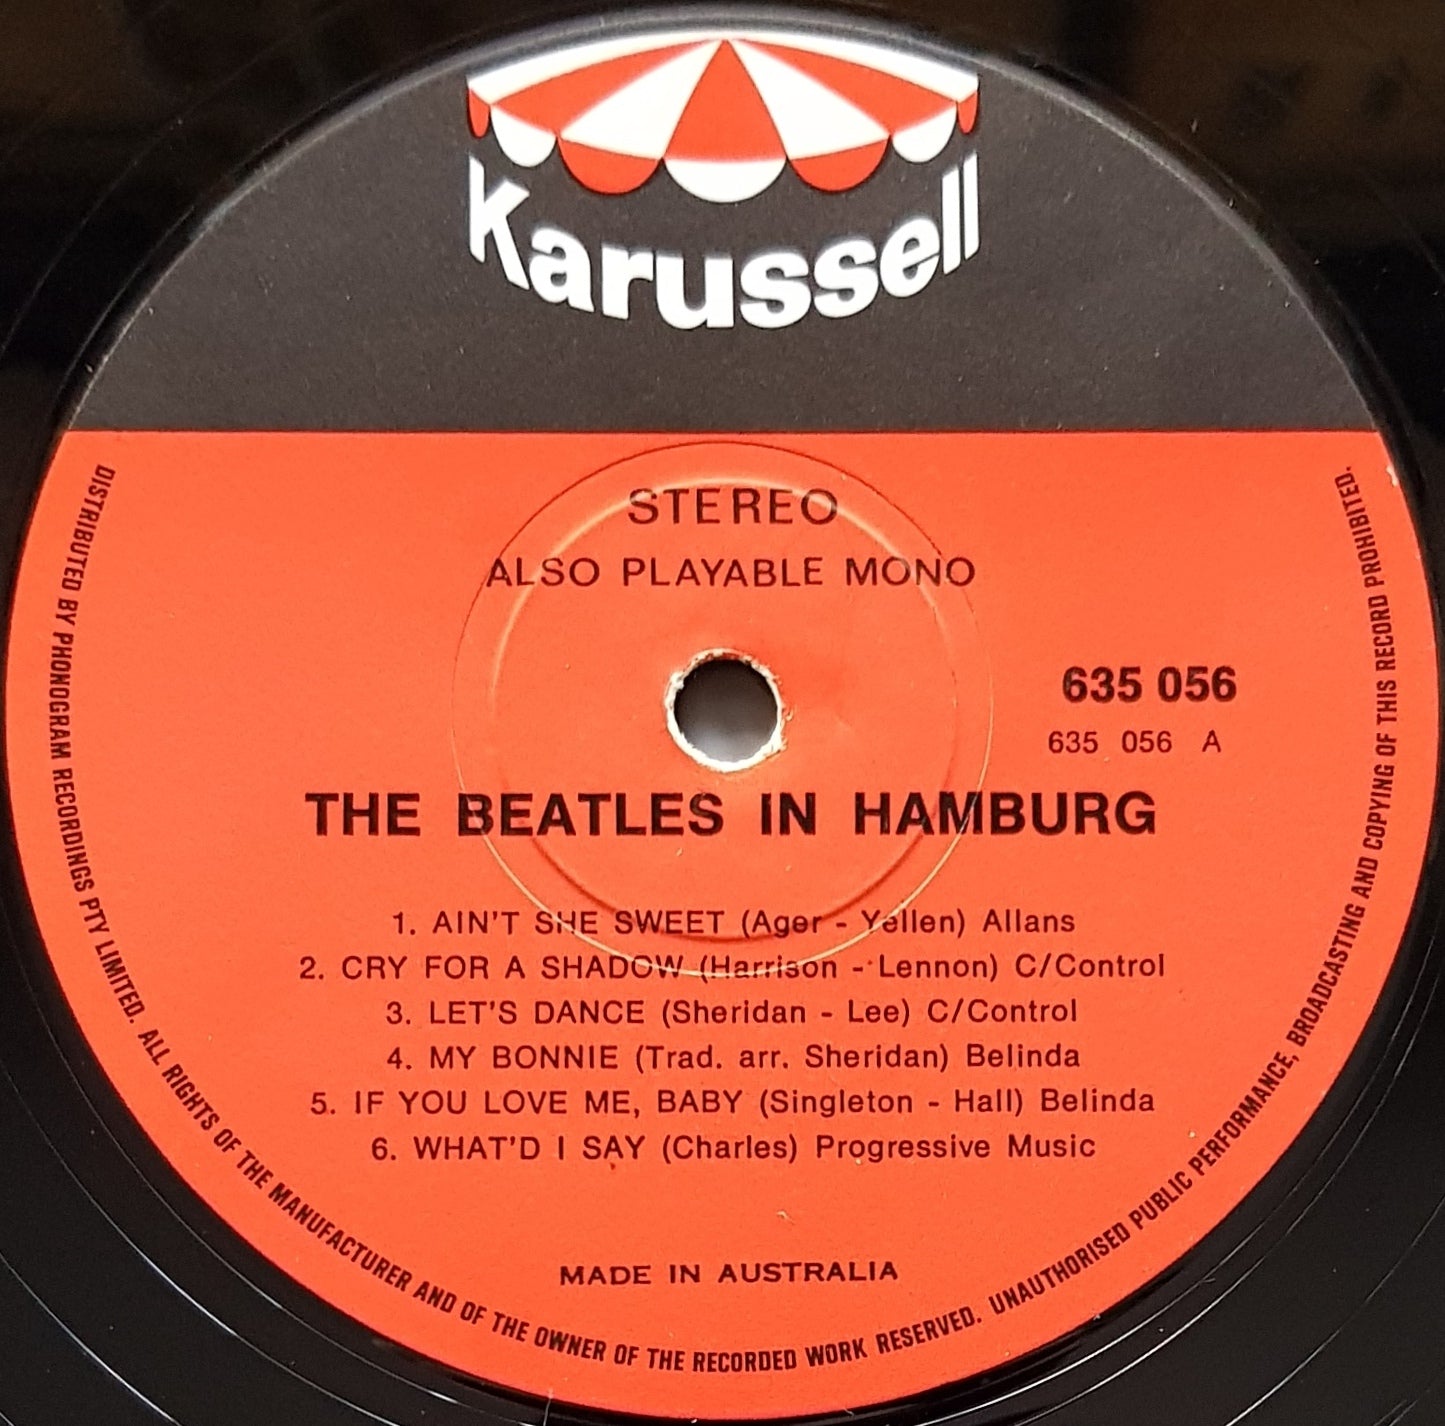 Karussell
STEREO
ALSO PLAYABLE MONO
635 056
635 056 A
THE BEATLES IN HAMBURG
1. AIN'T SHE SWEET (Ager - Yellen) Allans
2. CRY FOR A SHADOW (Harrison - Lennon) C/Control
3. LET'S DANCE (Sheridan - Lee) C/Control
4. MY BONNIE (Trad. arr. Sheridan) Belinda
5. IF YOU LOVE ME, BABY (Singleton - Hall) Belinda
6. WHAT'D I SAY (Charles) Progressive Music
MADE IN AUSTRALIA
DISTRIBUTED BY PHONOGRAM RECORDINGS PTY LIMITED. ALL RIGHTS OF THE MANUFACTURER AND OF THE OWNER OF THE RECORDED WORK RESERVED. UNAUTHORISED PUBLIC PERFORMANCE, BROADCASTING AND COPYING OF THIS RECORD PROHIBITED.